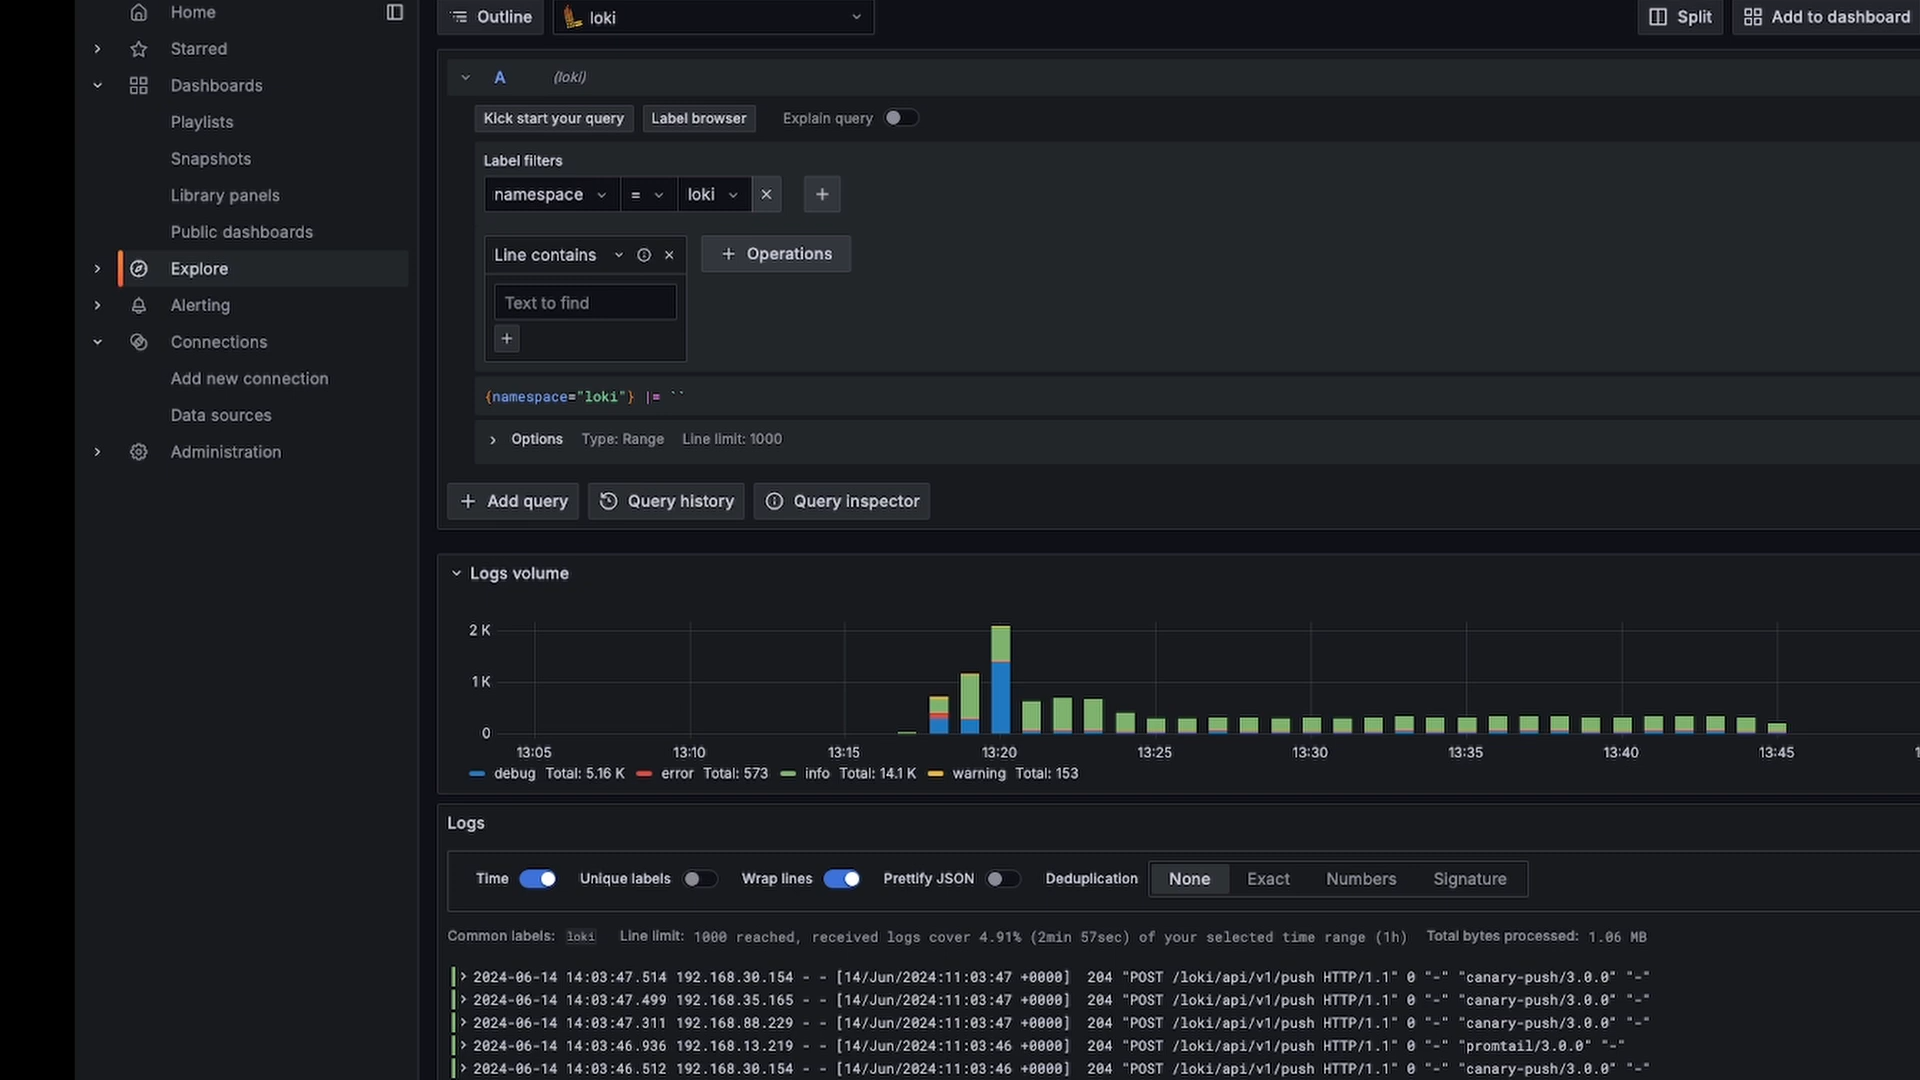 Home
Starred
Dashboards
Playlists
Snapshots
Library panels
Public dashboards
Explore
Alerting
Connections
Add new connection
Data sources
Administration
Outline loki Split Add to dashboard
A (loki)
Kick start your query Label browser Explain query
Label filters
namespace = loki
Line contains + Operations
Text to find
+
{namespace="loki"} |= ``
Options Type: Range Line limit: 1000
+ Add query Query history Query inspector
Logs volume
2 K
1 K
0
13:05 13:10 13:15 13:20 13:25 13:30 13:35 13:40 13:45
debug Total: 5.16 K error Total: 573 info Total: 14.1 K warning Total: 153
Logs
Time Unique labels Wrap lines Prettify JSON Deduplication None Exact Numbers Signature
Common labels: loki Line limit: 1000 reached, received logs cover 4.91% (2min 57sec) of your selected time range (1h) Total bytes processed: 1.06 MB
> 2024-06-14 14:03:47.514 192.168.30.154 - - [14/Jun/2024:11:03:47 +0000] 204 "POST /loki/api/v1/push HTTP/1.1" 0 "-" "canary-push/3.0.0" "-"
> 2024-06-14 14:03:47.499 192.168.35.165 - - [14/Jun/2024:11:03:47 +0000] 204 "POST /loki/api/v1/push HTTP/1.1" 0 "-" "canary-push/3.0.0" "-"
> 2024-06-14 14:03:47.311 192.168.88.229 - - [14/Jun/2024:11:03:47 +0000] 204 "POST /loki/api/v1/push HTTP/1.1" 0 "-" "canary-push/3.0.0" "-"
> 2024-06-14 14:03:46.936 192.168.13.219 - - [14/Jun/2024:11:03:46 +0000] 204 "POST /loki/api/v1/push HTTP/1.1" 0 "-" "promtail/3.0.0" "-"
> 2024-06-14 14:03:46.512 192.168.30.154 - - [14/Jun/2024:11:03:46 +0000] 204 "POST /loki/api/v1/push HTTP/1.1" 0 "-" "canary-push/3.0.0" "-"